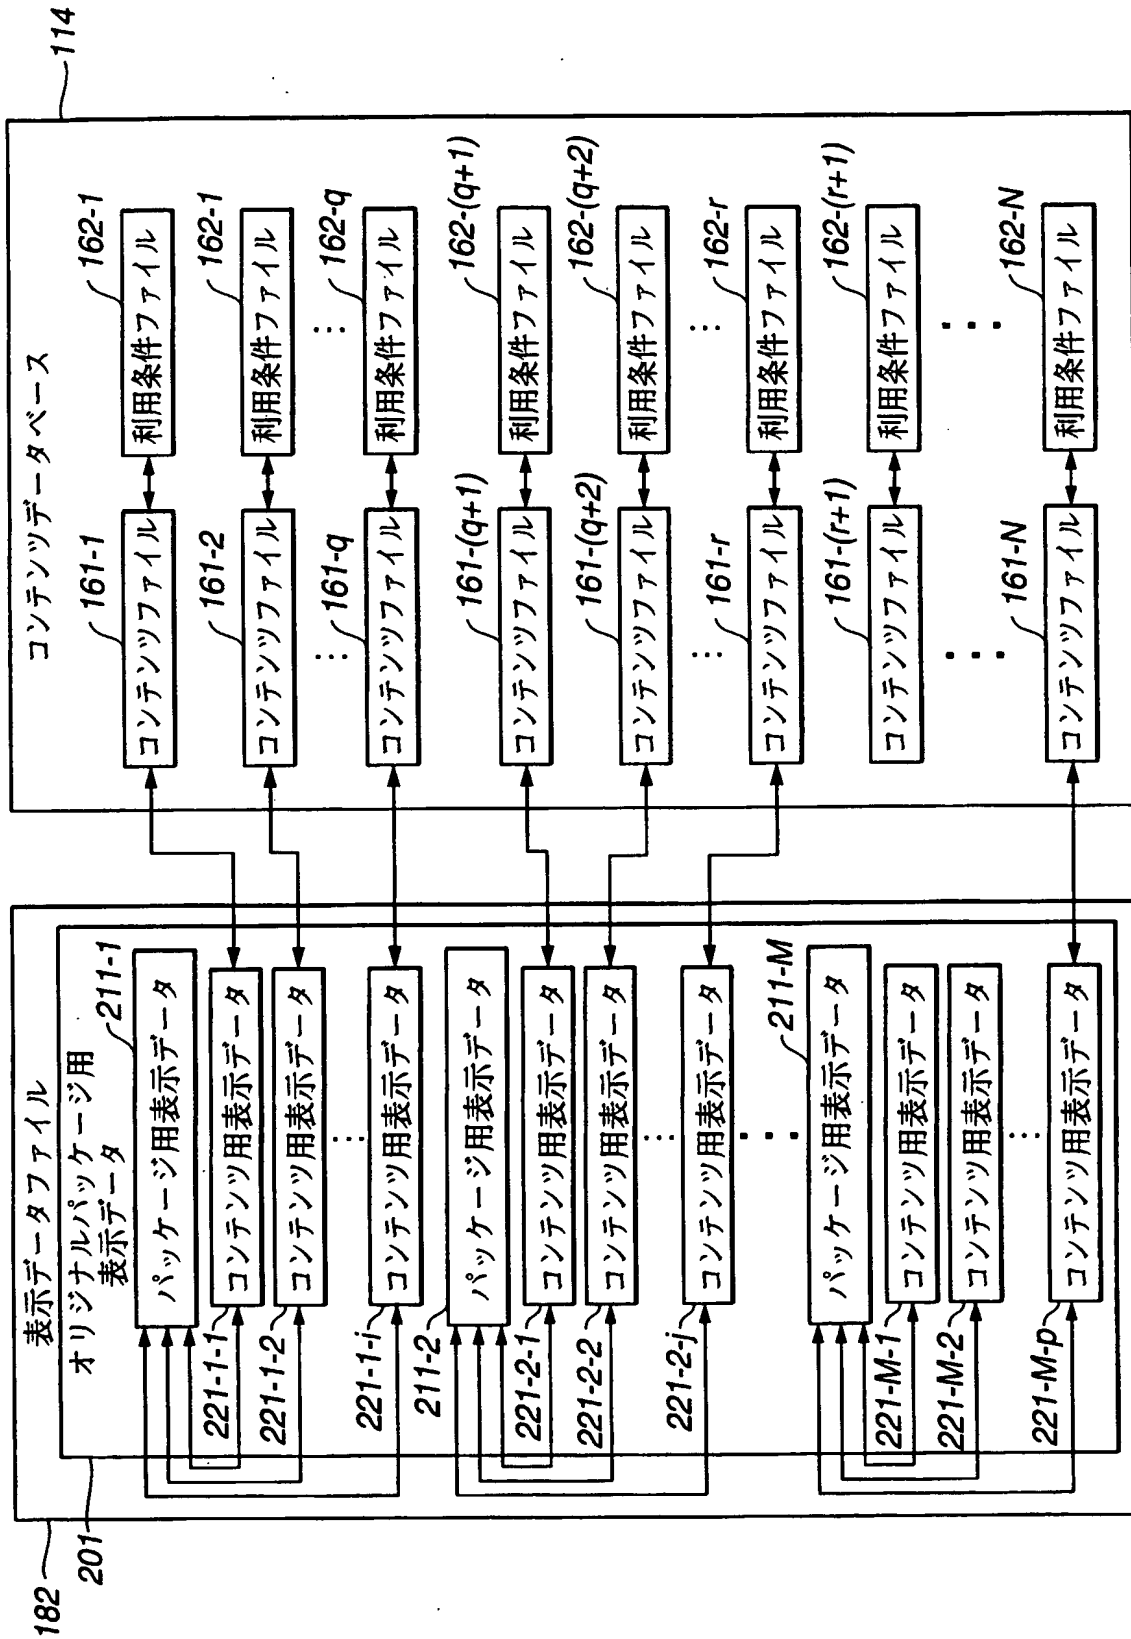 114
コンテンツデータベース
161-1
コンテンツファイル
162-1
利用条件ファイル
161-2
コンテンツファイル
162-1
利用条件ファイル
161-q
コンテンツファイル
162-q
利用条件ファイル
161-(q+1)
コンテンツファイル
162-(q+1)
利用条件ファイル
161-(q+2)
コンテンツファイル
162-(q+2)
利用条件ファイル
161-r
コンテンツファイル
162-r
利用条件ファイル
161-(r+1)
コンテンツファイル
162-(r+1)
利用条件ファイル
161-N
コンテンツファイル
162-N
利用条件ファイル
182
表示データファイル
201
オリジナルパッケージ用
表示データ
211-1
パッケージ用表示データ
221-1-1
コンテンツ用表示データ
221-1-2
コンテンツ用表示データ
221-1-i
コンテンツ用表示データ
211-2
パッケージ用表示データ
221-2-1
コンテンツ用表示データ
221-2-2
コンテンツ用表示データ
221-2-j
コンテンツ用表示データ
211-M
パッケージ用表示データ
221-M-1
コンテンツ用表示データ
221-M-2
コンテンツ用表示データ
221-M-p
コンテンツ用表示データ